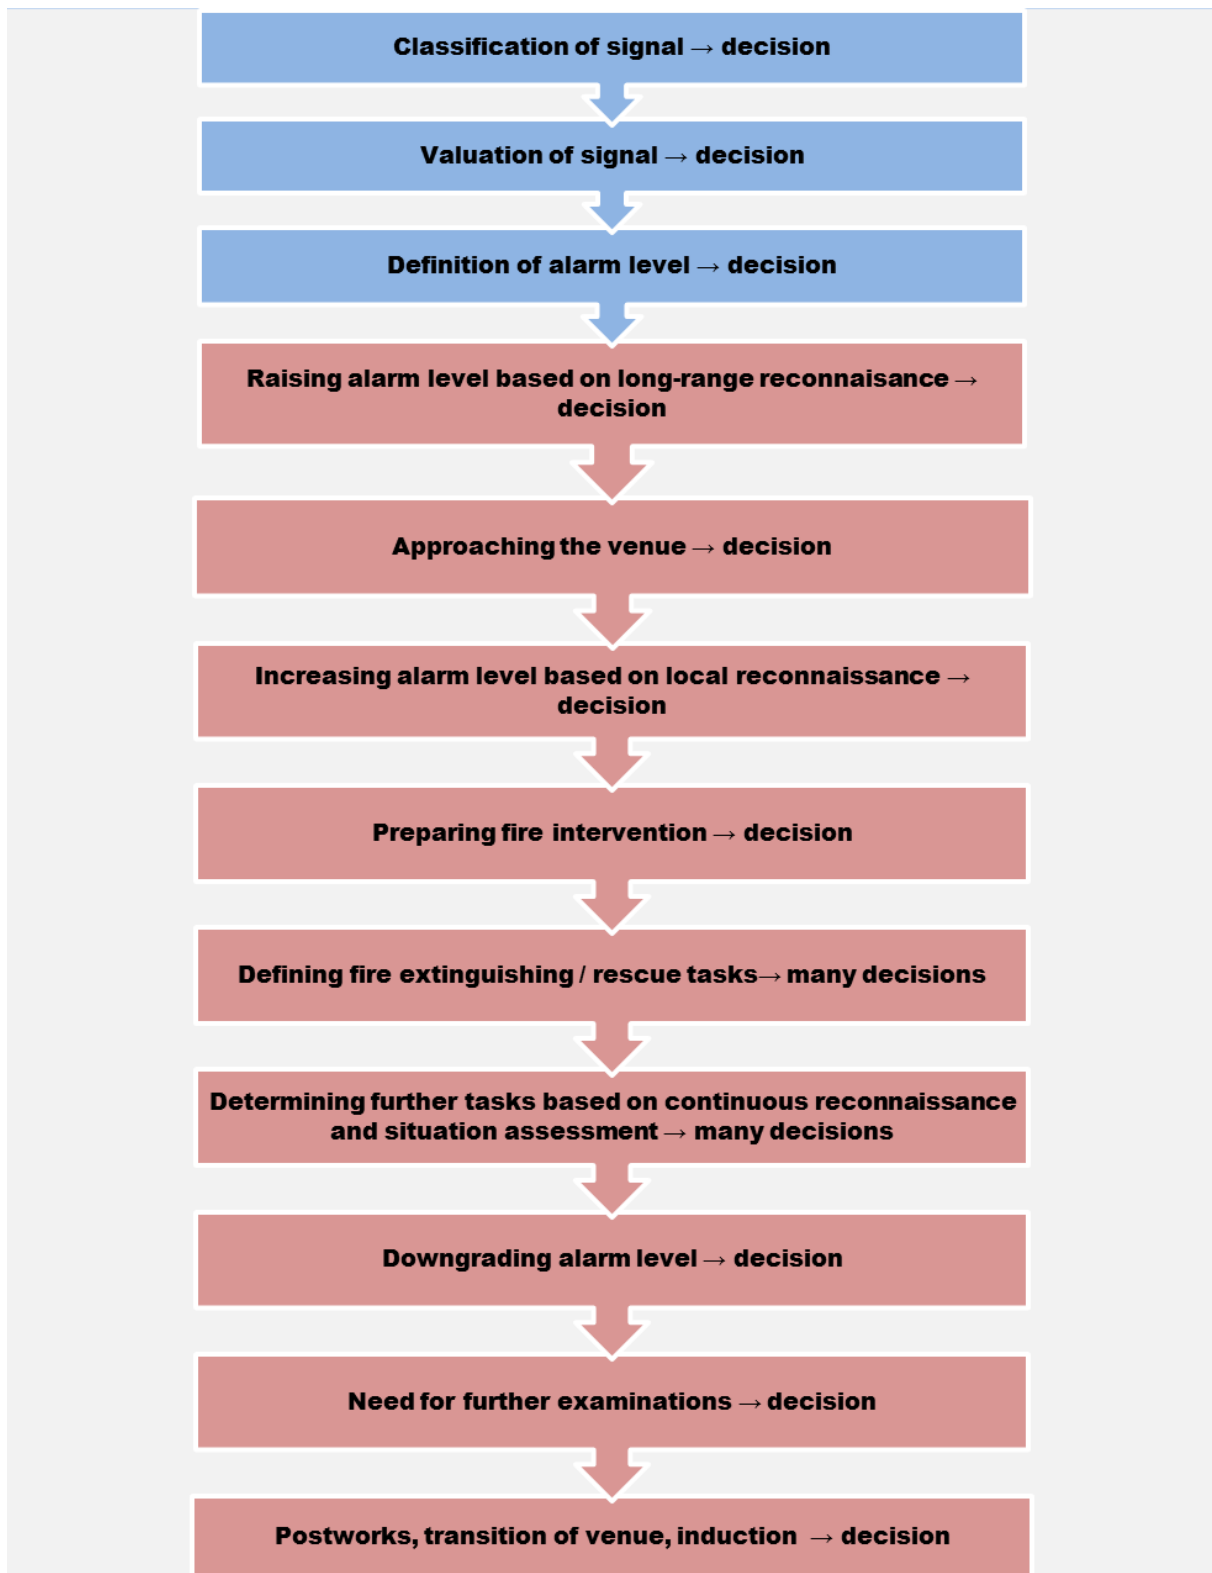 Classification of signal → decision
Valuation of signal → decision
Definition of alarm level → decision
Raising alarm level based on long-range reconnaisance →
decision
Approaching the venue → decision
Increasing alarm level based on local reconnaissance →
decision
Preparing fire intervention → decision
Defining fire extinguishing / rescue tasks→ many decisions
Determining further tasks based on continuous reconnaissance
and situation assessment → many decisions
Downgrading alarm level → decision
Need for further examinations → decision
Postworks, transition of venue, induction → decision